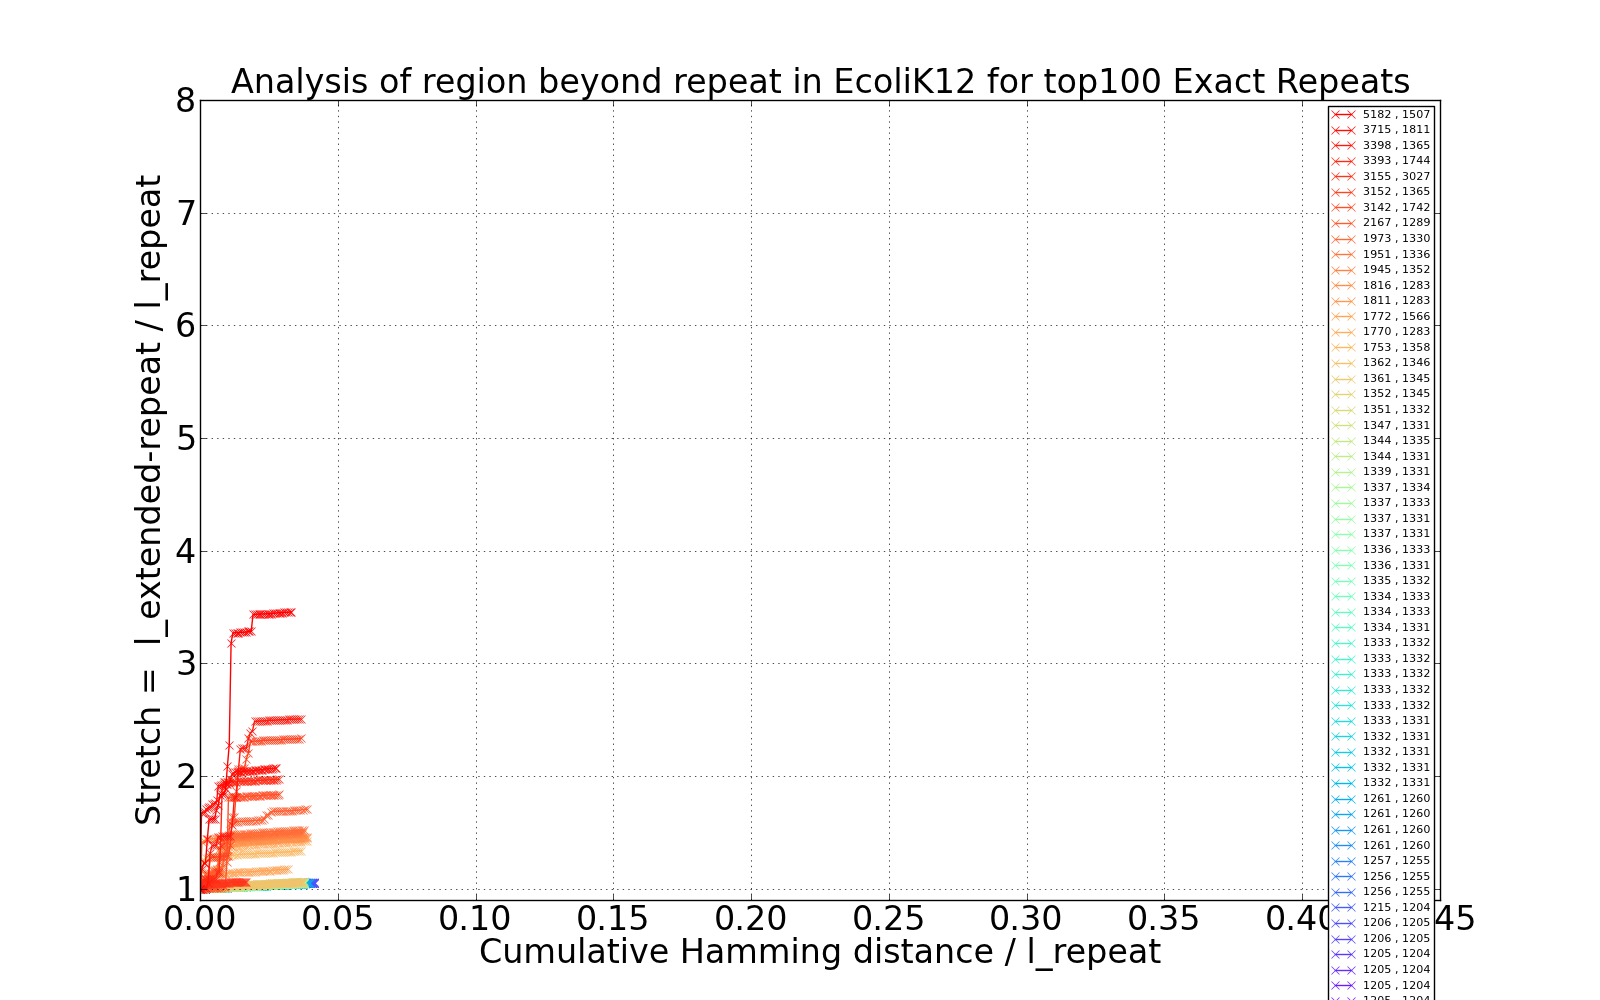 Analysis of region beyond repeat in EcoliK12 for top100 Exact Repeats
8
7
6
5
4
3
2
1
Stretch = l_extended-repeat / l_repeat
0.00 0.05 0.10 0.15 0.20 0.25 0.30 0.35 0.40 45
Cumulative Hamming distance / l_repeat
5182 , 1507
3715 , 1811
3398 , 1365
3393 , 1744
3155 , 3027
3152 , 1365
3142 , 1742
2167 , 1289
1973 , 1330
1951 , 1336
1945 , 1352
1816 , 1283
1811 , 1283
1772 , 1566
1770 , 1283
1753 , 1358
1362 , 1346
1361 , 1345
1352 , 1345
1351 , 1332
1347 , 1331
1344 , 1335
1344 , 1331
1339 , 1331
1337 , 1334
1337 , 1333
1337 , 1331
1337 , 1331
1336 , 1333
1336 , 1331
1335 , 1332
1334 , 1333
1334 , 1333
1334 , 1331
1333 , 1332
1333 , 1332
1333 , 1332
1333 , 1332
1333 , 1332
1333 , 1331
1332 , 1331
1332 , 1331
1332 , 1331
1332 , 1331
1261 , 1260
1261 , 1260
1261 , 1260
1261 , 1260
1257 , 1255
1256 , 1255
1256 , 1255
1215 , 1204
1206 , 1205
1206 , 1205
1205 , 1204
1205 , 1204
1205 , 1204